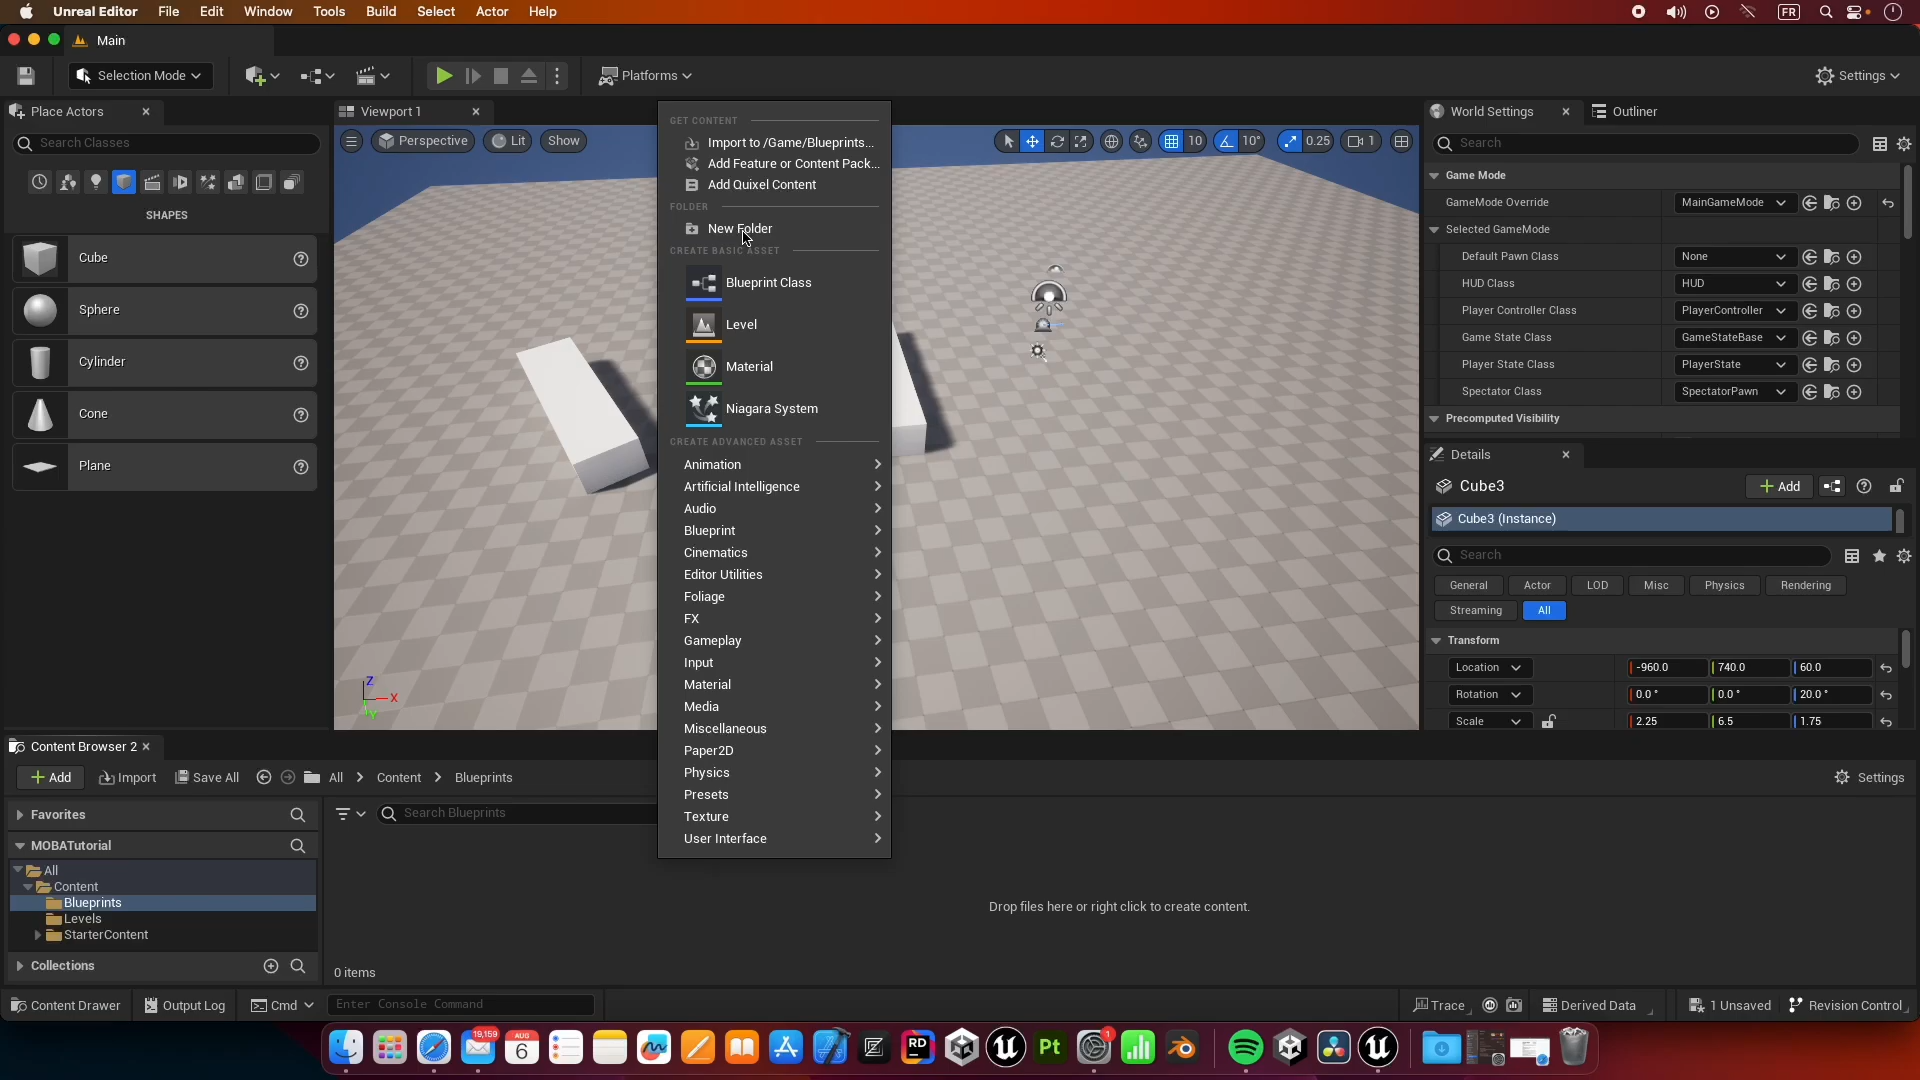 Unreal Editor File Edit Window Tools Build Select Actor Help FR
Main
Selection Mode Platforms Settings
Place Actors Viewport 1 World Settings Outliner
Search Classes
SHAPES
Cube
Sphere
Cylinder
Cone
Plane
Perspective Lit Show 10 10° 0.25 1
Z
X
Y
GET CONTENT
Import to /Game/Blueprints...
Add Feature or Content Pack...
Add Quixel Content
FOLDER
New Folder
CREATE BASIC ASSET
Blueprint Class
Level
Material
Niagara System
CREATE ADVANCED ASSET
Animation
Artificial Intelligence
Audio
Blueprint
Cinematics
Editor Utilities
Foliage
FX
Gameplay
Input
Material
Media
Miscellaneous
Paper2D
Physics
Presets
Texture
User Interface
Search
Game Mode
GameMode Override MainGameMode
Selected GameMode
Default Pawn Class None
HUD Class HUD
Player Controller Class PlayerController
Game State Class GameStateBase
Player State Class PlayerState
Spectator Class SpectatorPawn
Precomputed Visibility
Details
Cube3 Add
Cube3 (Instance)
Search
General Actor LOD Misc Physics Rendering
Streaming All
Transform
Location -960.0 740.0 60.0
Rotation 0.0 ° 0.0 ° 20.0 °
Scale 2.25 6.5 1.75
Content Browser 2
Add Import Save All All Content Blueprints Settings
Favorites
MOBATutorial
All
Content
Blueprints
Levels
StarterContent
Collections
Search Blueprints
Drop files here or right click to create content.
0 items
Content Drawer Output Log Cmd Enter Console Command Trace Derived Data 1 Unsaved Revision Control
19,159
AUG
6
RD
Pt
1